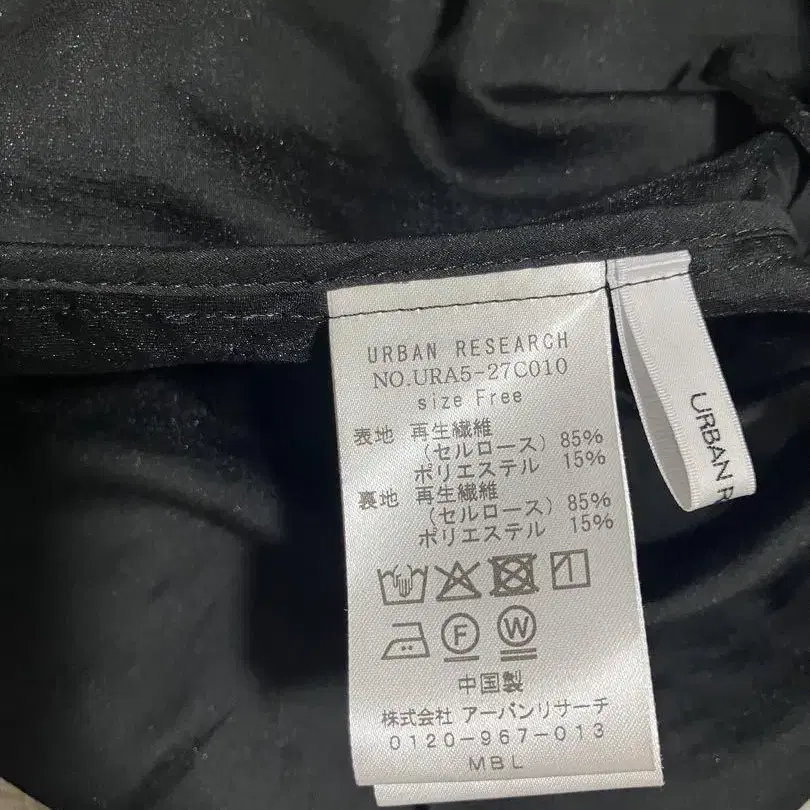 URBAN RESEARCH
NO.URA5-27C010
size Free
表地 再生繊維
(セルロース) 85%
ポリエステル 15%
裏地 再生繊維
(セルロース) 85%
ポリエステル 15%
F W
中国製
株式会社 アーバンリサーチ
0120-967-013
MBL
URBAN R